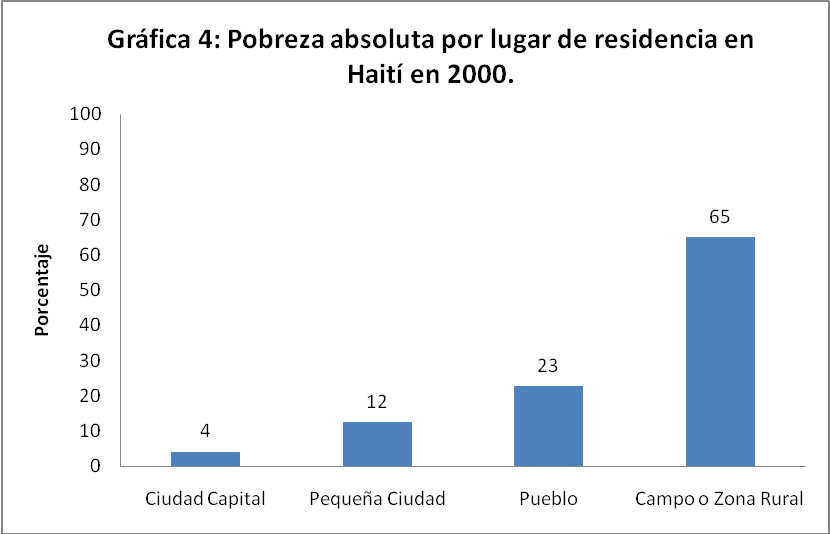 Gráfica 4: Pobreza absoluta por lugar de residencia en
Haití en 2000.
Porcentaje
100
90
80
70
60
50
40
30
20
10
0
4
12
23
65
Ciudad Capital
Pequeña Ciudad
Pueblo
Campo o Zona Rural